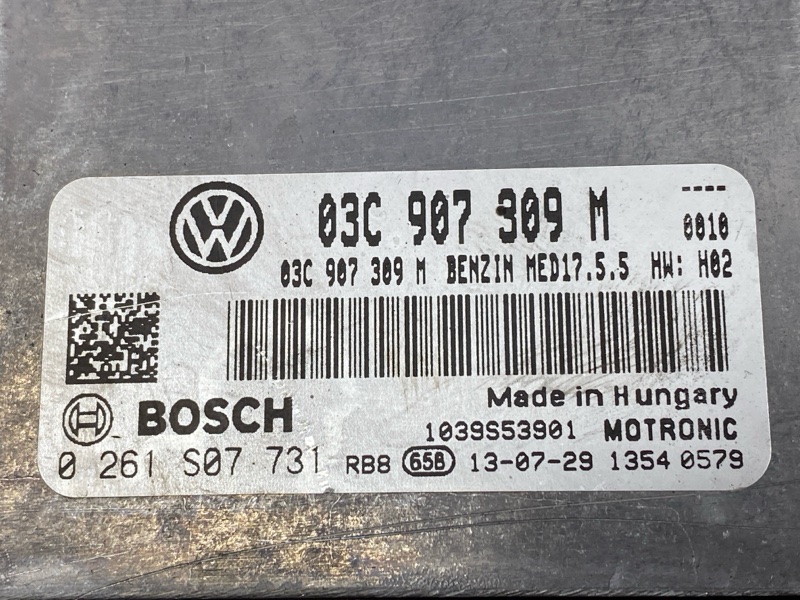 03C 907 309 M ----
0010
03C 907 309 M BENZIN MED17.5.5 HW: H02
Made in Hungary
BOSCH 1039S53901 MOTRONIC
0 261 S07 731 RB8 65B 13-07-29 1354 0579